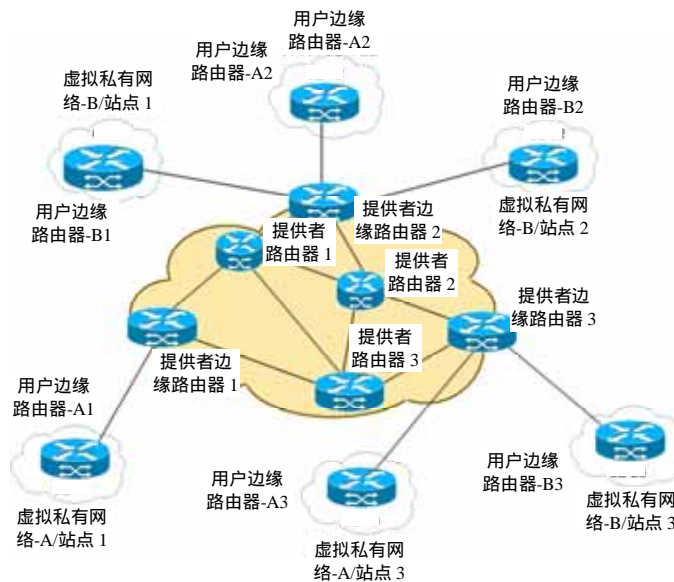 用户边缘
路由器-A2
用户边缘
路由器-A2
虚拟私有网
络-B/站点 1
用户边缘
路由器-B2
用户边缘
路由器-B1
提供者边
缘路由器 2
虚拟私有网
络-B/站点 2
提供者
路由器 1
提供者
路由器 2
提供者边
缘路由器 3
提供者
路由器 3
提供者边
缘路由器 1
用户边缘
路由器-A1
虚拟私有网
络-A/站点 1
用户边缘
路由器-A3
虚拟私有网
络-A/站点 3
用户边缘
路由器-B3
虚拟私有网
络-B/站点 3